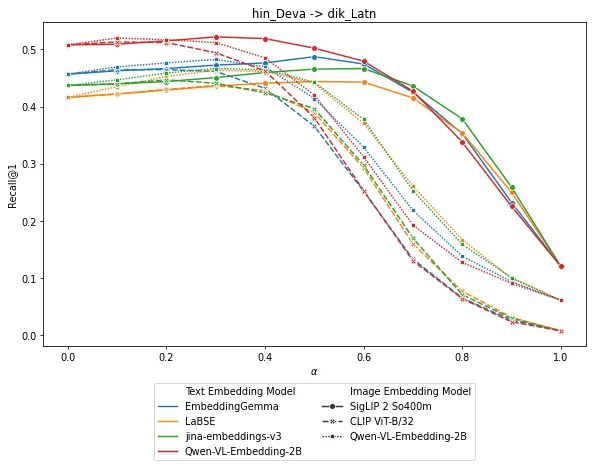 hin_Deva -> dik_Latn
Recall@1
0.5
0.4
0.3
0.2
0.1
0.0
0.0 0.2 0.4 0.6 0.8 1.0
α
Text Embedding Model
EmbeddingGemma
LaBSE
jina-embeddings-v3
Qwen-VL-Embedding-2B
Image Embedding Model
SigLIP 2 So400m
CLIP ViT-B/32
Qwen-VL-Embedding-2B